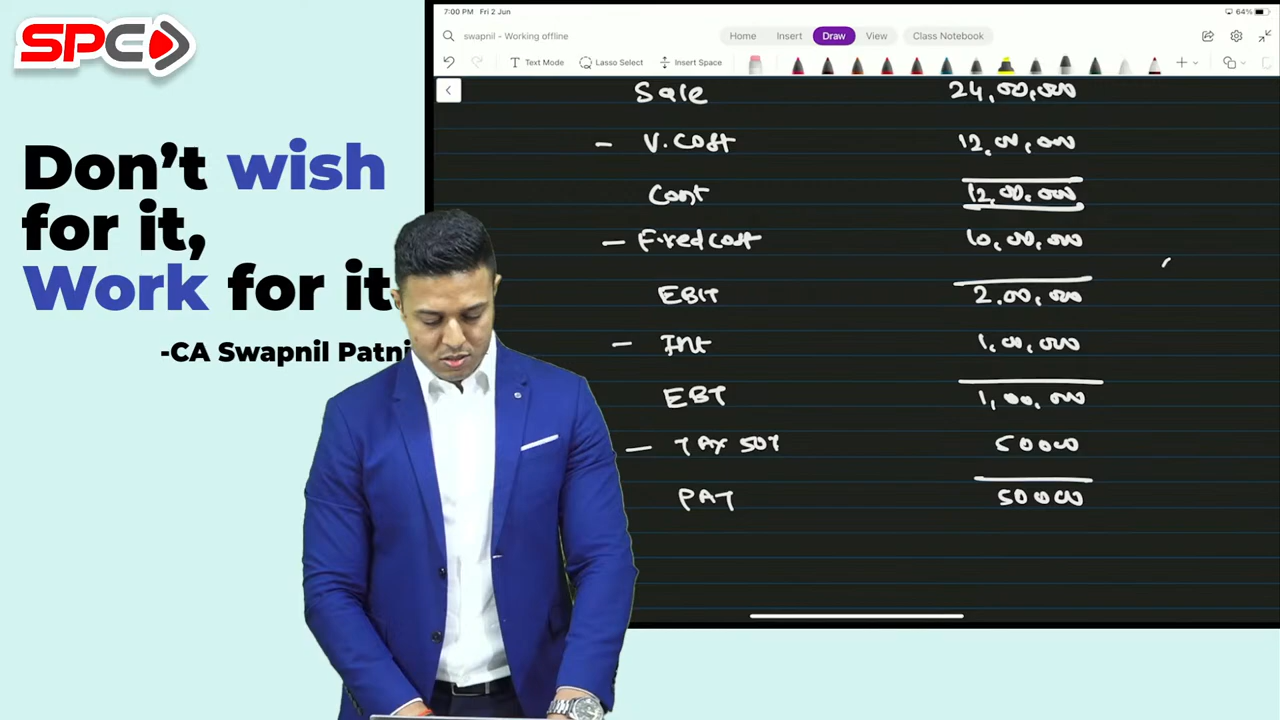 SPC
Don't wish
for it,
Work for it
-CA Swapnil Patni
7:00 PM Fri 2 Jun
64%
swapnil - Working offline
Home Insert Draw View Class Notebook
Text Mode Lasso Select Insert Space
Sale 24,00,000
- V. Cost 12,00,000
Cont 12,00,000
- Fixed cost 10,00,000
EBIT 2,00,000
- Int 1,00,000
EBT 1,00,000
- TAX 50% 50000
PAT 50000